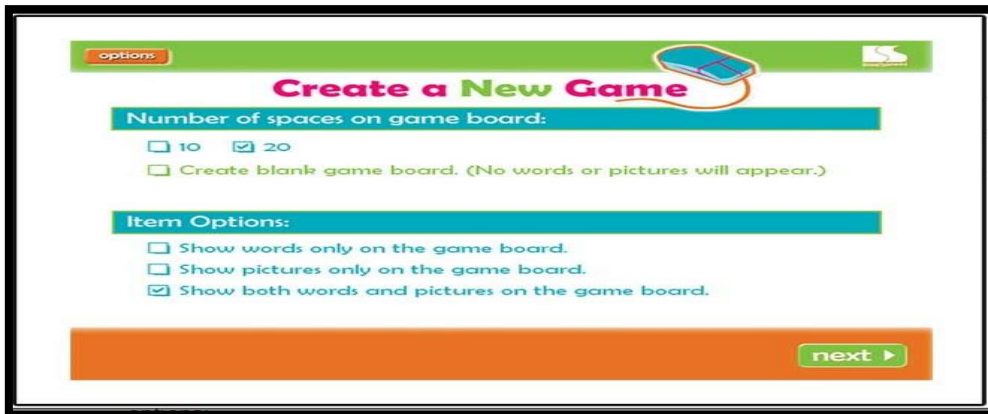 options
Create a New Game
Number of spaces on game board:
10 20
Create blank game board. (No words or pictures will appear.)
Item Options:
Show words only on the game board.
Show pictures only on the game board.
Show both words and pictures on the game board.
next